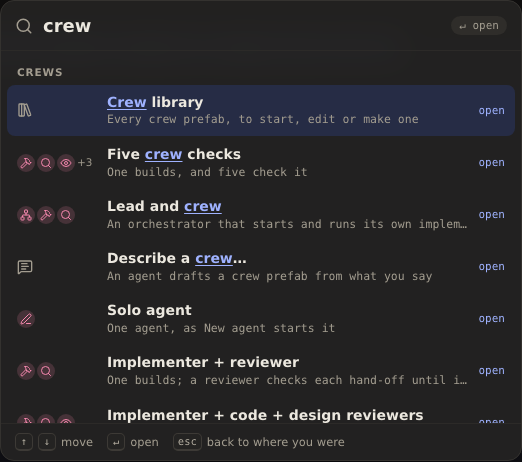 crew
↵ open
CREWS
Crew library
Every crew prefab, to start, edit or make one
open
+3
Five crew checks
One builds, and five check it
open
Lead and crew
An orchestrator that starts and runs its own implem…
open
Describe a crew…
An agent drafts a crew prefab from what you say
open
Solo agent
One agent, as New agent starts it
open
Implementer + reviewer
One builds; a reviewer checks each hand-off until i…
open
Implementer + code + design reviewers
open
↑ ↓ move ↵ open esc back to where you were